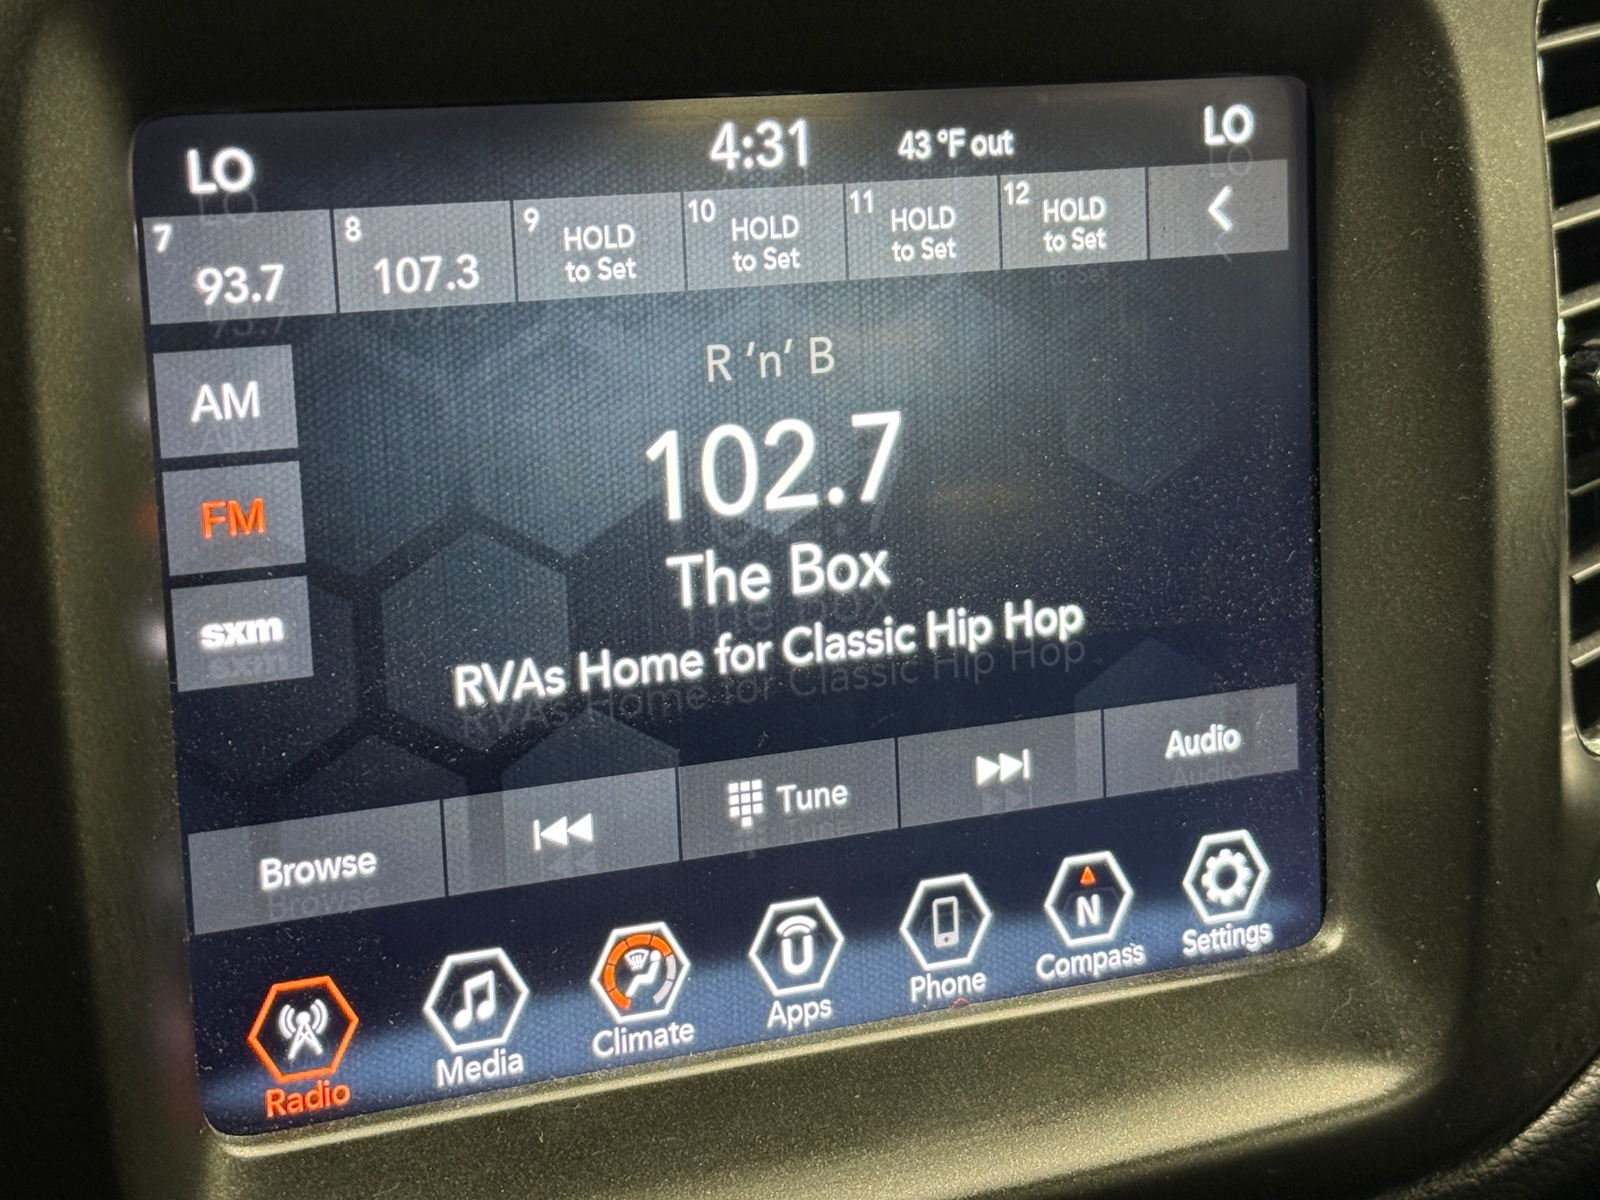 LO 4:31 43 °F out LO
7 93.7
8 107.3
9 HOLD
to Set
10 HOLD
to Set
11 HOLD
to Set
12 HOLD
to Set
AM
FM
sxm
R 'n' B
102.7
The Box
RVAs Home for Classic Hip Hop
Browse
Tune
Audio
Radio
Media
Climate
U
Apps
Phone
N
Compass
Settings